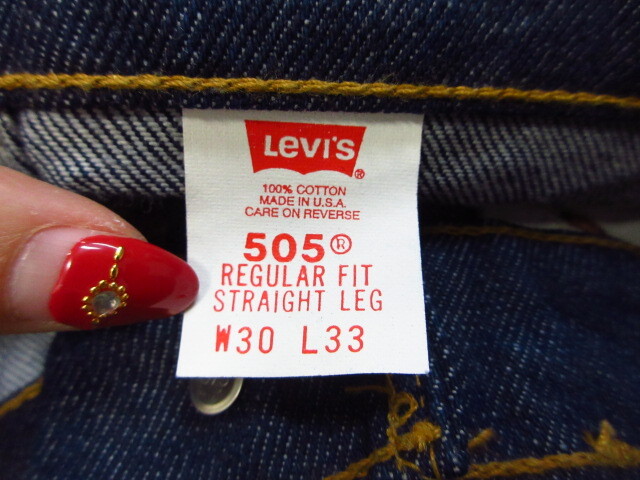 Levi's ®
100% COTTON
MADE IN U.S.A.
CARE ON REVERSE
505®
REGULAR FIT
STRAIGHT LEG
W30 L33